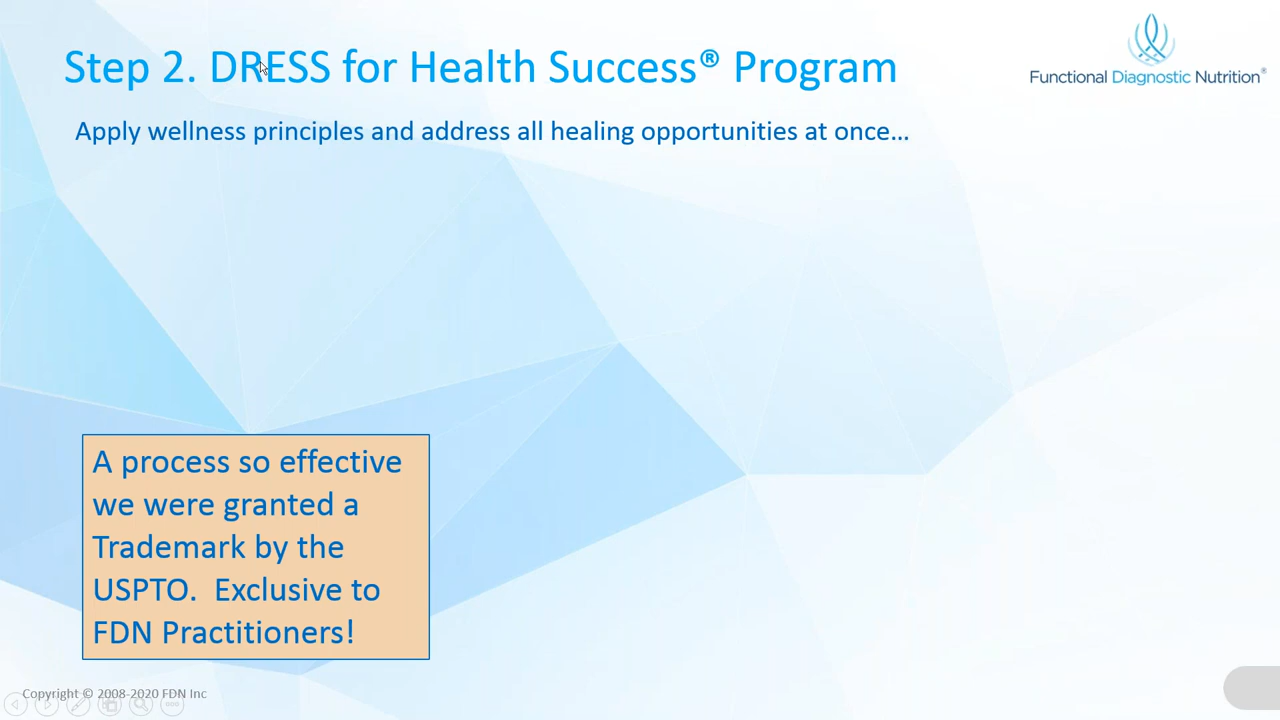 Step 2. DRESS for Health Success® Program
Functional Diagnostic Nutrition®
Apply wellness principles and address all healing opportunities at once…
A process so effective
we were granted a
Trademark by the
USPTO.  Exclusive to
FDN Practitioners!
Copyright © 2008-2020 FDN Inc